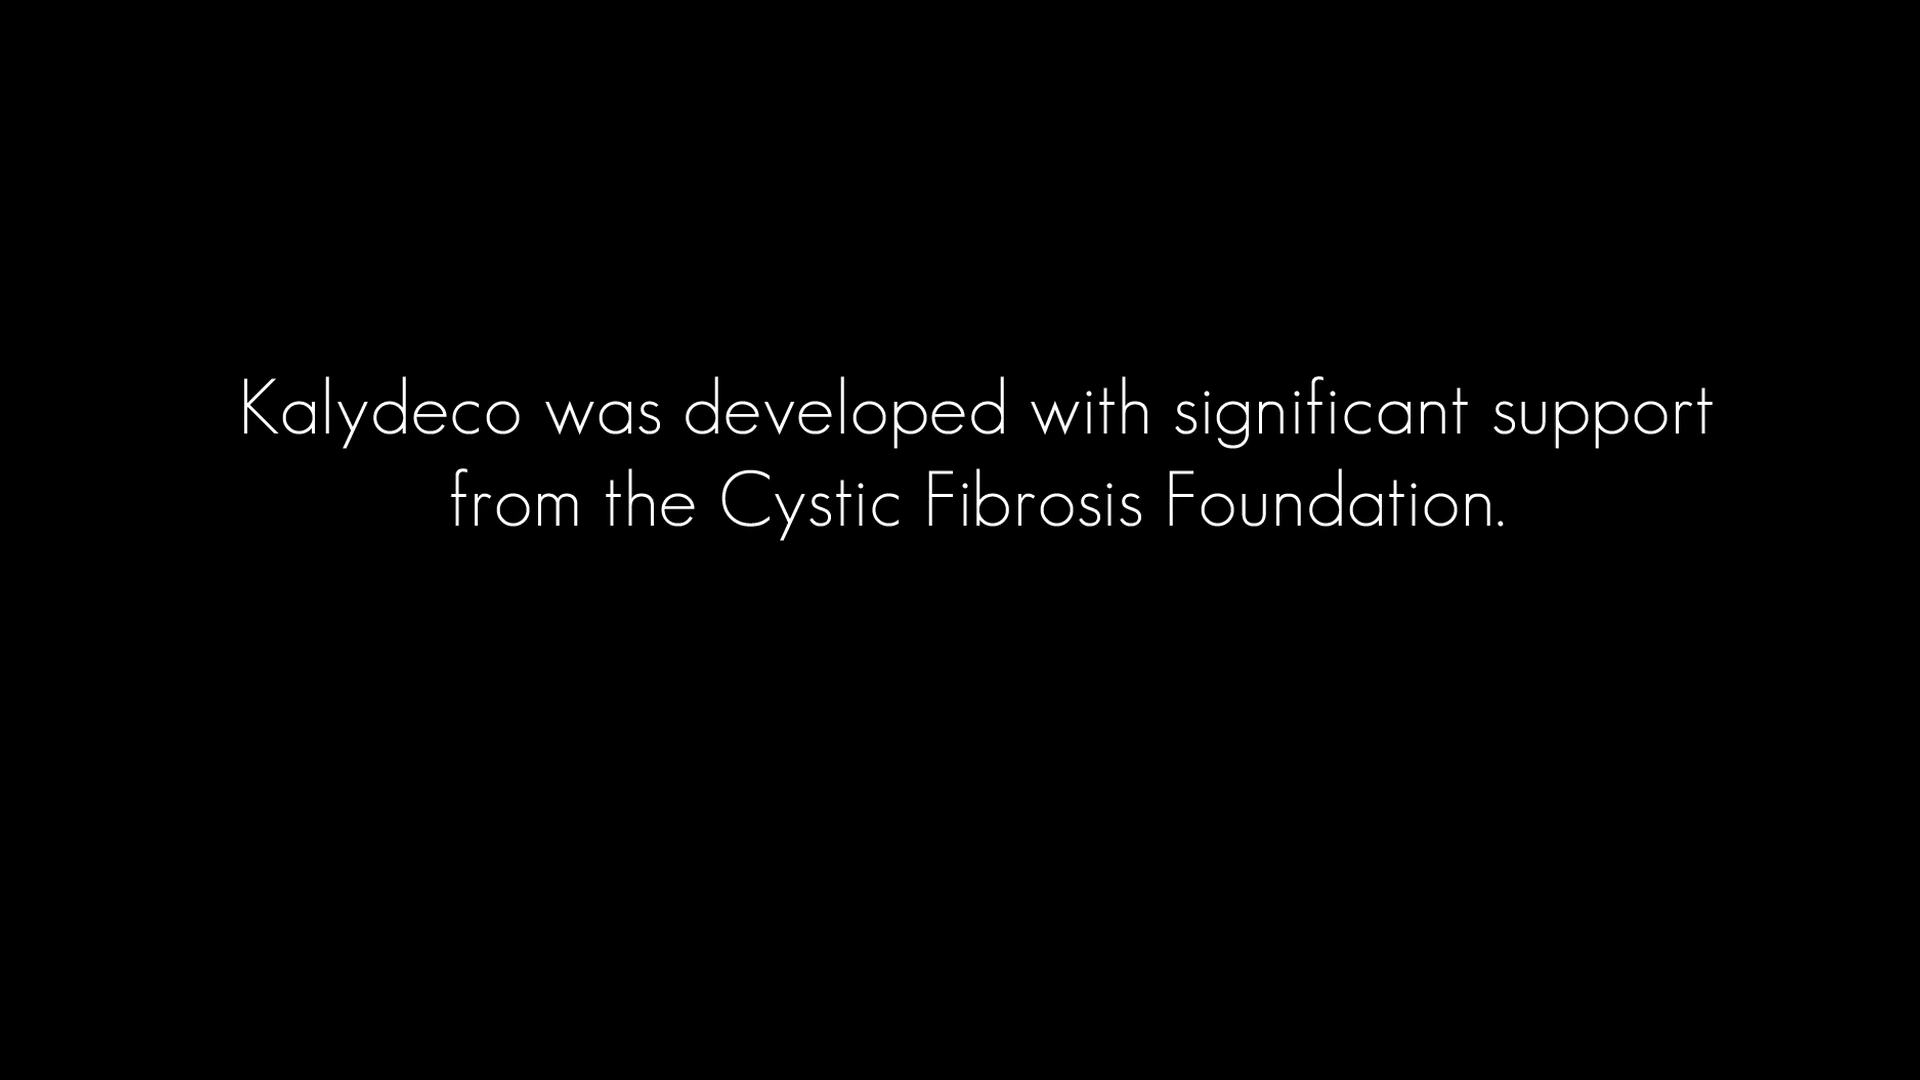 Kalydeco was developed with significant support
from the Cystic Fibrosis Foundation.